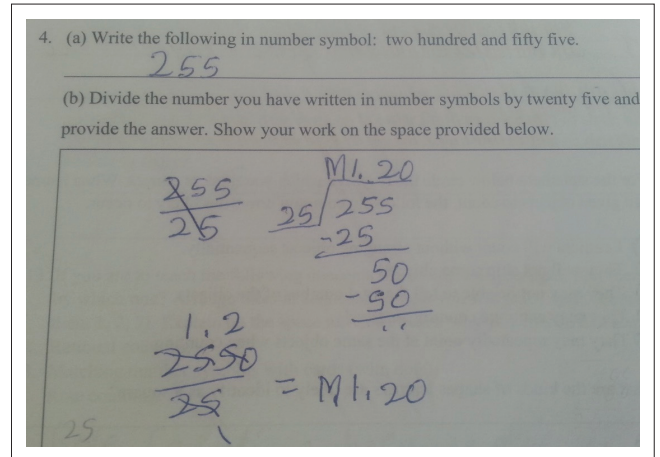 4. (a) Write the following in number symbol: two hundred and fifty five.
255
(b) Divide the number you have written in number symbols by twenty five and
provide the answer. Show your work on the space provided below.
255
25
M1.20
25 255
-25
50
-50
1.2
2550
25
= M1.20
25